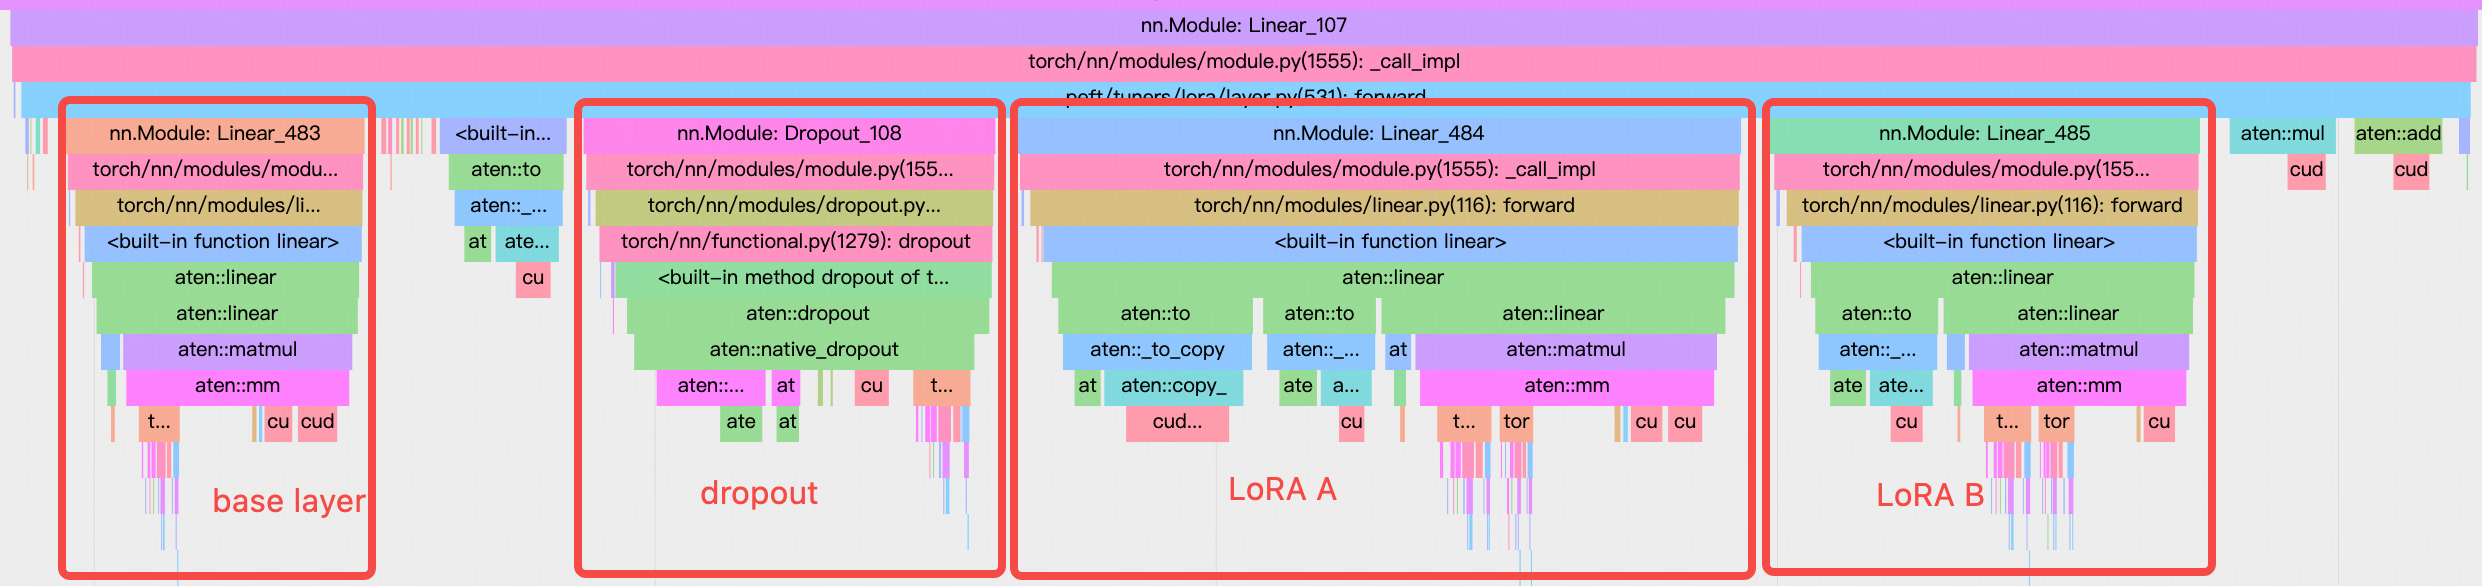 nn.Module: Linear_107
torch/nn/modules/module.py(1555): _call_impl
peft/tuners/lora/layer.py(531): forward
nn.Module: Linear_483 <built-in... nn.Module: Dropout_108 nn.Module: Linear_484 nn.Module: Linear_485 aten::mul aten::add
torch/nn/modules/modu... aten::to torch/nn/modules/module.py(155... torch/nn/modules/module.py(1555): _call_impl torch/nn/modules/module.py(155... cud cud
torch/nn/modules/li... aten::_... torch/nn/modules/dropout.py... torch/nn/modules/linear.py(116): forward torch/nn/modules/linear.py(116): forward
<built-in function linear> at ate... torch/nn/functional.py(1279): dropout <built-in function linear> <built-in function linear>
aten::linear cu <built-in method dropout of t... aten::linear aten::linear
aten::linear aten::dropout aten::to aten::to aten::linear aten::to aten::linear
aten::matmul aten::native_dropout aten::_to_copy aten::_... at aten::matmul aten::_... aten::matmul
aten::mm aten::... at cu t... at aten::copy_ ate a... aten::mm ate ate... aten::mm
t... cu cud ate at cud... cu t... tor cu cu cu t... tor cu
base layer dropout LoRA A LoRA B